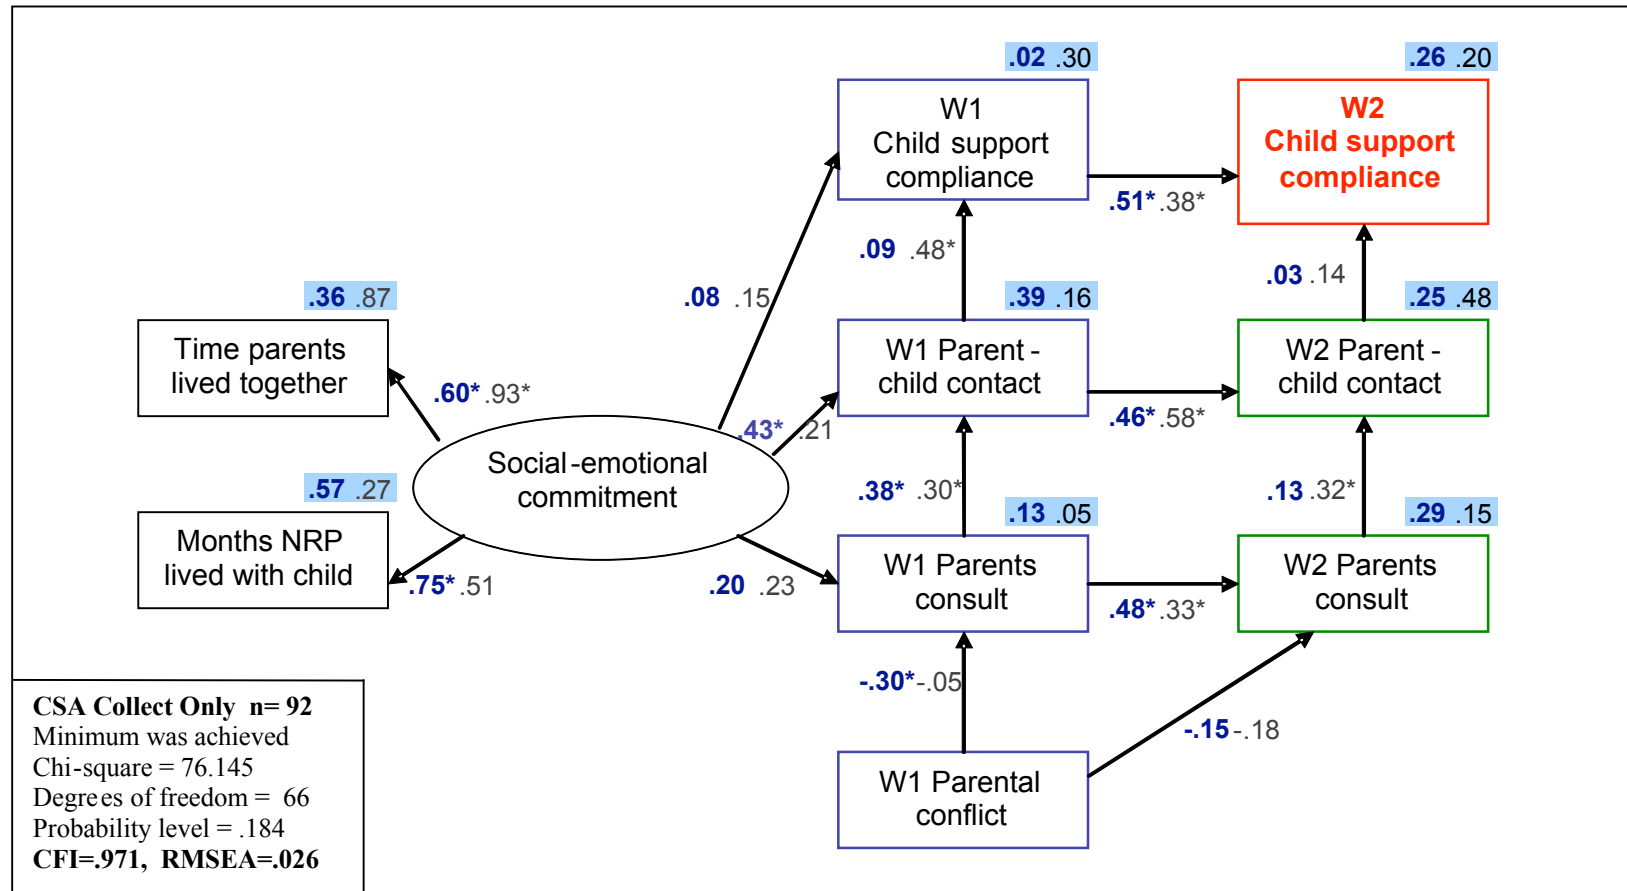 .02 .30
.26 .20
W1
Child support
compliance
W2
Child support
compliance
.51* .38*
.09 .48*
.03 .14
.36 .87
.08 .15
.39 .16
.25 .48
Time parents
lived together
W1 Parent -
child contact
W2 Parent -
child contact
.60* .93*
.43* .21
.46* .58*
Social-emotional
commitment
.57 .27
.38* .30*
.13 .32*
.13 .05
.29 .15
Months NRP
lived with child
W1 Parents
consult
W2 Parents
consult
.75* .51
.20 .23
.48* .33*
-.30* -.05
-.15 -.18
W1 Parental
conflict
CSA Collect Only n= 92
Minimum was achieved
Chi-square = 76.145
Degrees of freedom = 66
Probability level = .184
CFI=.971, RMSEA=.026